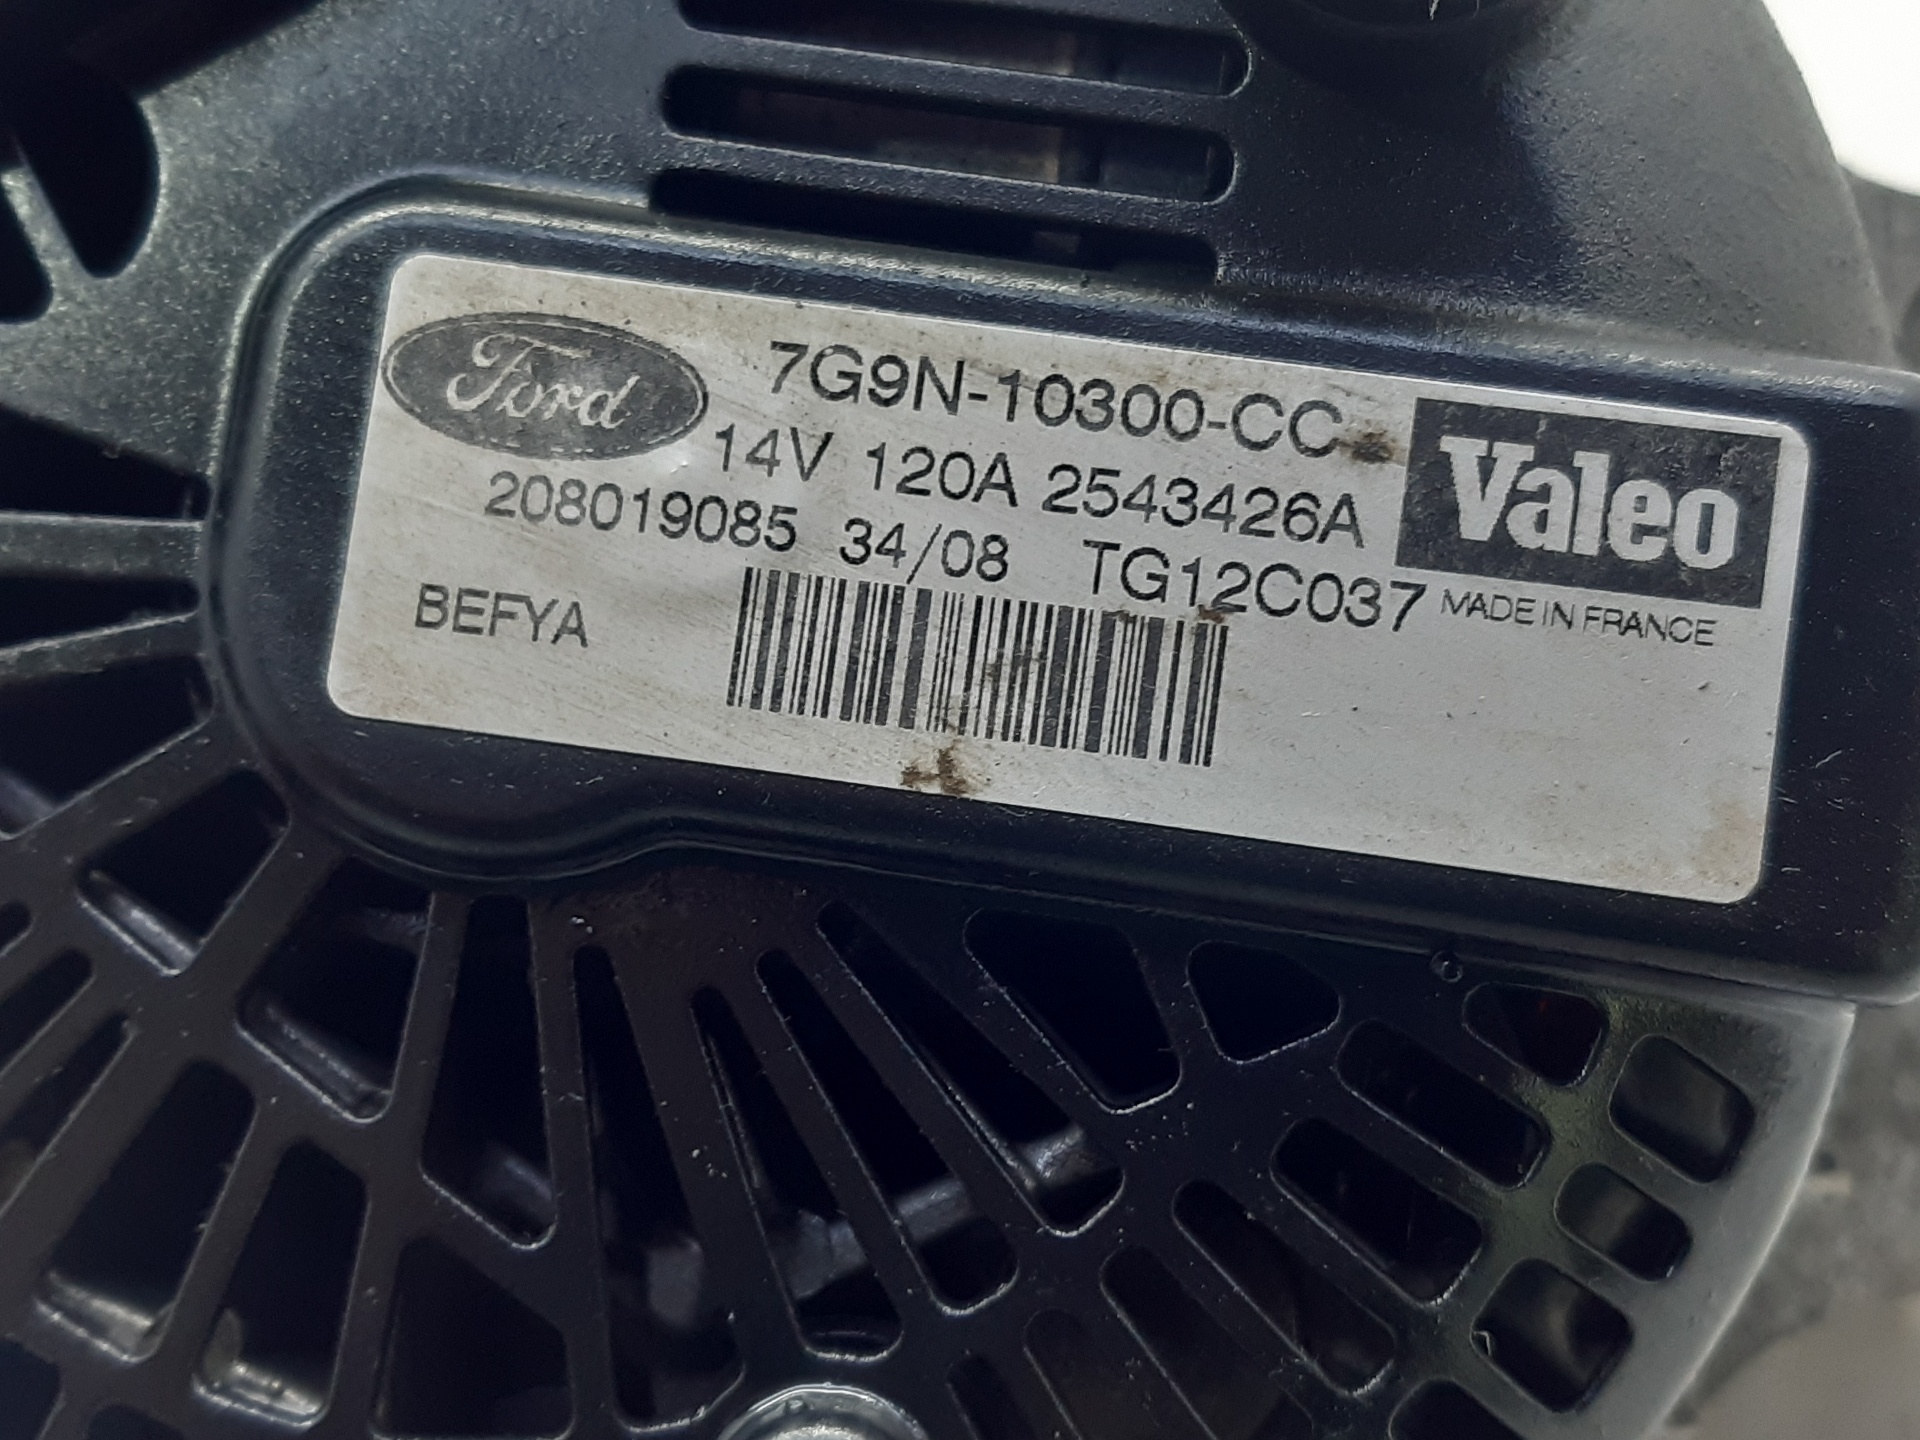 Ford
7G9N-10300-CC
14V 120A 2543426A
Valeo
208019085 34/08 TG12C037
MADE IN FRANCE
BEFYA